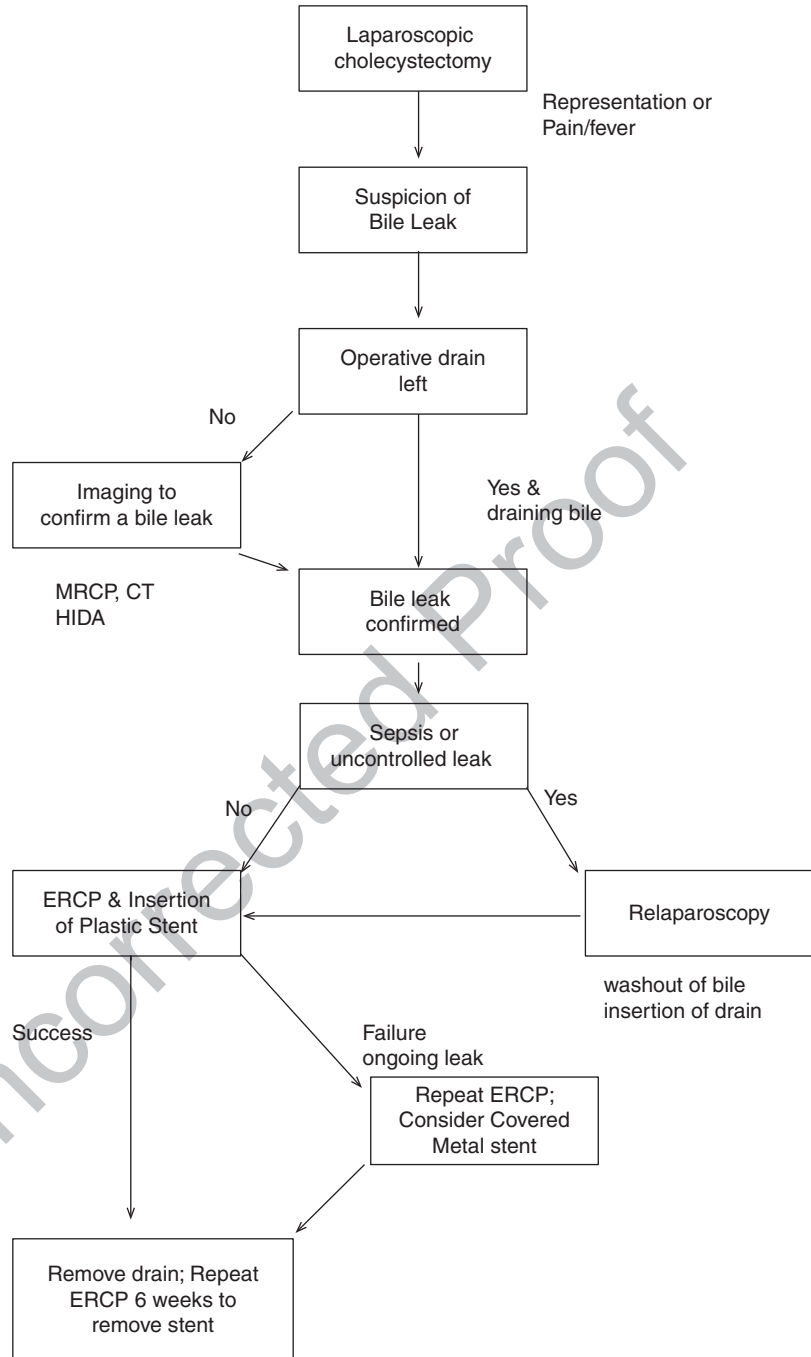 Laparoscopic
cholecystectomy
Representation or
Pain/fever
Suspicion of
Bile Leak
Operative drain
left
No
Imaging to
confirm a bile leak
Yes &
draining bile
MRCP, CT
HIDA
Bile leak
confirmed
Sepsis or
uncontrolled leak
No
Yes
ERCP & Insertion
of Plastic Stent
Relaparoscopy
washout of bile
insertion of drain
Success
Failure
ongoing leak
Repeat ERCP;
Consider Covered
Metal stent
Remove drain; Repeat
ERCP 6 weeks to
remove stent
ncorrected Proof